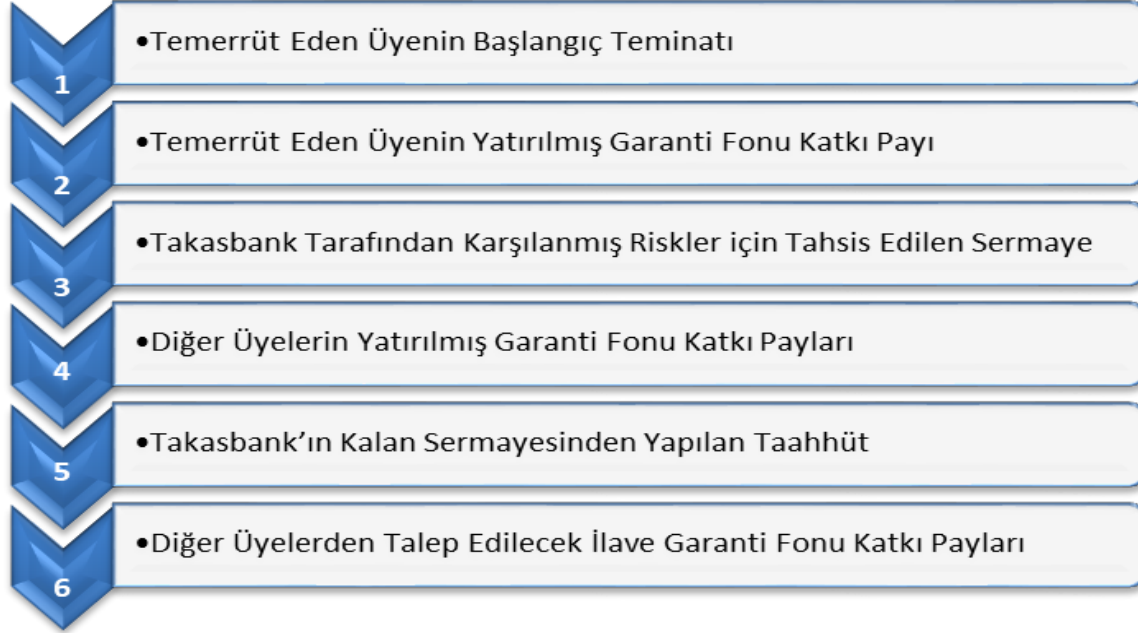 1
•Temerrüt Eden Üyenin Başlangıç Teminatı
2
•Temerrüt Eden Üyenin Yatırılmış Garanti Fonu Katkı Payı
3
•Takasbank Tarafından Karşılanmış Riskler için Tahsis Edilen Sermaye
4
•Diğer Üyelerin Yatırılmış Garanti Fonu Katkı Payları
5
•Takasbank’ın Kalan Sermayesinden Yapılan Taahhüt
6
•Diğer Üyelerden Talep Edilecek İlave Garanti Fonu Katkı Payları